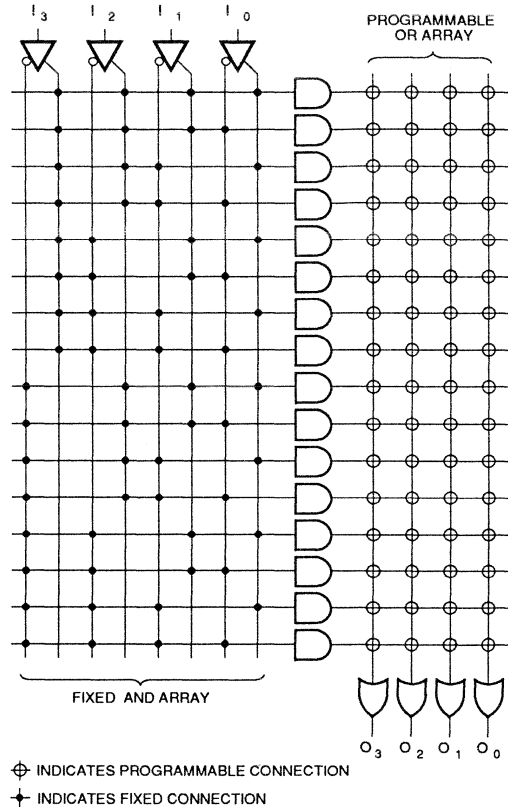 I3 I2 I1 I0
PROGRAMMABLE
OR ARRAY
FIXED AND ARRAY
O3 O2 O1 O0
INDICATES PROGRAMMABLE CONNECTION
INDICATES FIXED CONNECTION